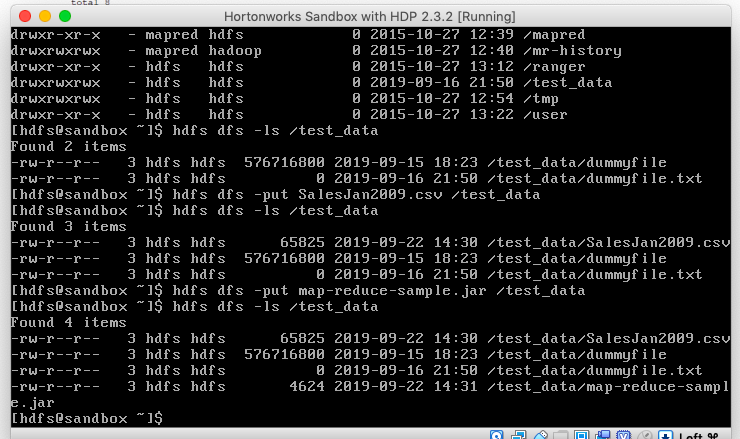 total 8
Hortonworks Sandbox with HDP 2.3.2 [Running]
drwxr-xr-x   - mapred hdfs            0 2015-10-27 12:39 /mapred
drwxrwxrwx   - mapred hadoop          0 2015-10-27 12:40 /mr-history
drwxr-xr-x   - hdfs   hdfs            0 2015-10-27 13:12 /ranger
drwxrwxrwx   - hdfs   hdfs            0 2019-09-16 21:50 /test_data
drwxrwxrwx   - hdfs   hdfs            0 2015-10-27 12:54 /tmp
drwxr-xr-x   - hdfs   hdfs            0 2015-10-27 13:22 /user
[hdfs@sandbox ~]$ hdfs dfs -ls /test_data
Found 2 items
-rw-r--r--   3 hdfs hdfs  576716800 2019-09-15 18:23 /test_data/dummyfile
-rw-r--r--   3 hdfs hdfs          0 2019-09-16 21:50 /test_data/dummyfile.txt
[hdfs@sandbox ~]$ hdfs dfs -put SalesJan2009.csv /test_data
[hdfs@sandbox ~]$ hdfs dfs -ls /test_data
Found 3 items
-rw-r--r--   3 hdfs hdfs      65825 2019-09-22 14:30 /test_data/SalesJan2009.csv
-rw-r--r--   3 hdfs hdfs  576716800 2019-09-15 18:23 /test_data/dummyfile
-rw-r--r--   3 hdfs hdfs          0 2019-09-16 21:50 /test_data/dummyfile.txt
[hdfs@sandbox ~]$ hdfs dfs -put map-reduce-sample.jar /test_data
[hdfs@sandbox ~]$ hdfs dfs -ls /test_data
Found 4 items
-rw-r--r--   3 hdfs hdfs      65825 2019-09-22 14:30 /test_data/SalesJan2009.csv
-rw-r--r--   3 hdfs hdfs  576716800 2019-09-15 18:23 /test_data/dummyfile
-rw-r--r--   3 hdfs hdfs          0 2019-09-16 21:50 /test_data/dummyfile.txt
-rw-r--r--   3 hdfs hdfs       4624 2019-09-22 14:31 /test_data/map-reduce-sampl
e.jar
[hdfs@sandbox ~]$
Left ⌘